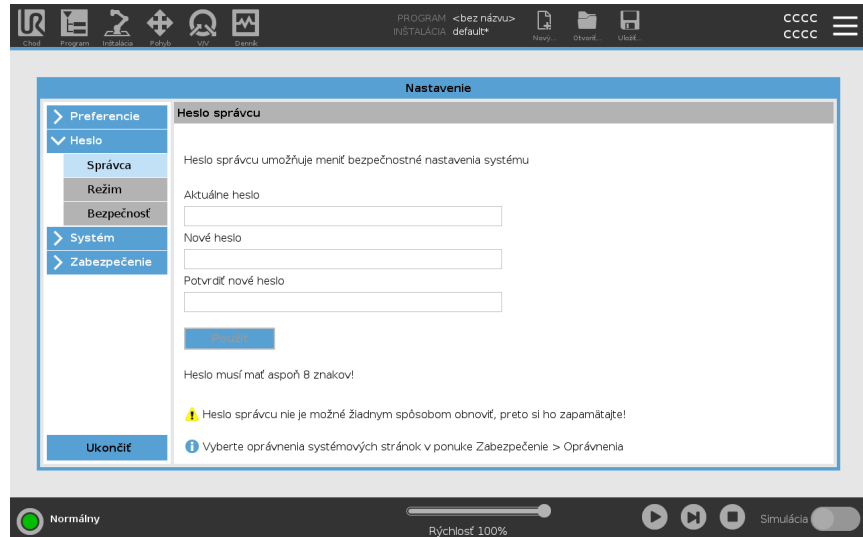 PROGRAM <bez názvu>
INŠTALÁCIA default*
CCCC
CCCC
Chod Program Inštalácia Pohyb V/V Denník Nový... Otvoriť... Uložiť...
Nastavenie
Preferencie
Heslo
Správca
Režim
Bezpečnosť
Systém
Zabezpečenie
Ukončiť
Heslo správcu
Heslo správcu umožňuje meniť bezpečnostné nastavenia systému
Aktuálne heslo
Nové heslo
Potvrdiť nové heslo
Použiť
Heslo musí mať aspoň 8 znakov!
Heslo správcu nie je možné žiadnym spôsobom obnoviť, preto si ho zapamätajte!
Vyberte oprávnenia systémových stránok v ponuke Zabezpečenie > Oprávnenia
Normálny
Rýchlosť 100%
Simulácia